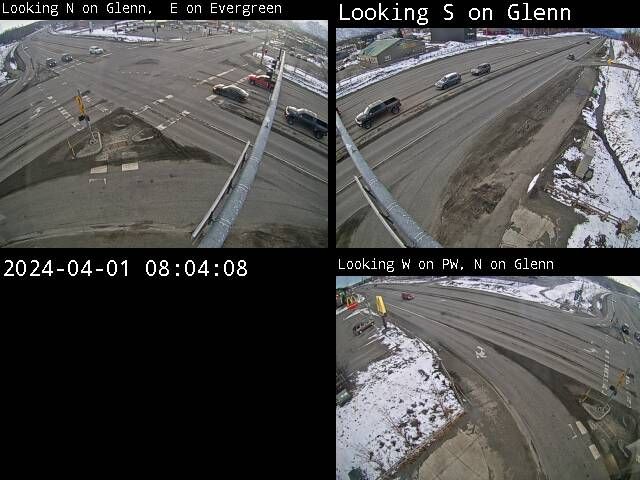 Looking N on Glenn,  E on Evergreen
Looking S on Glenn
2024-04-01 08:04:08
Looking W on PW, N on Glenn